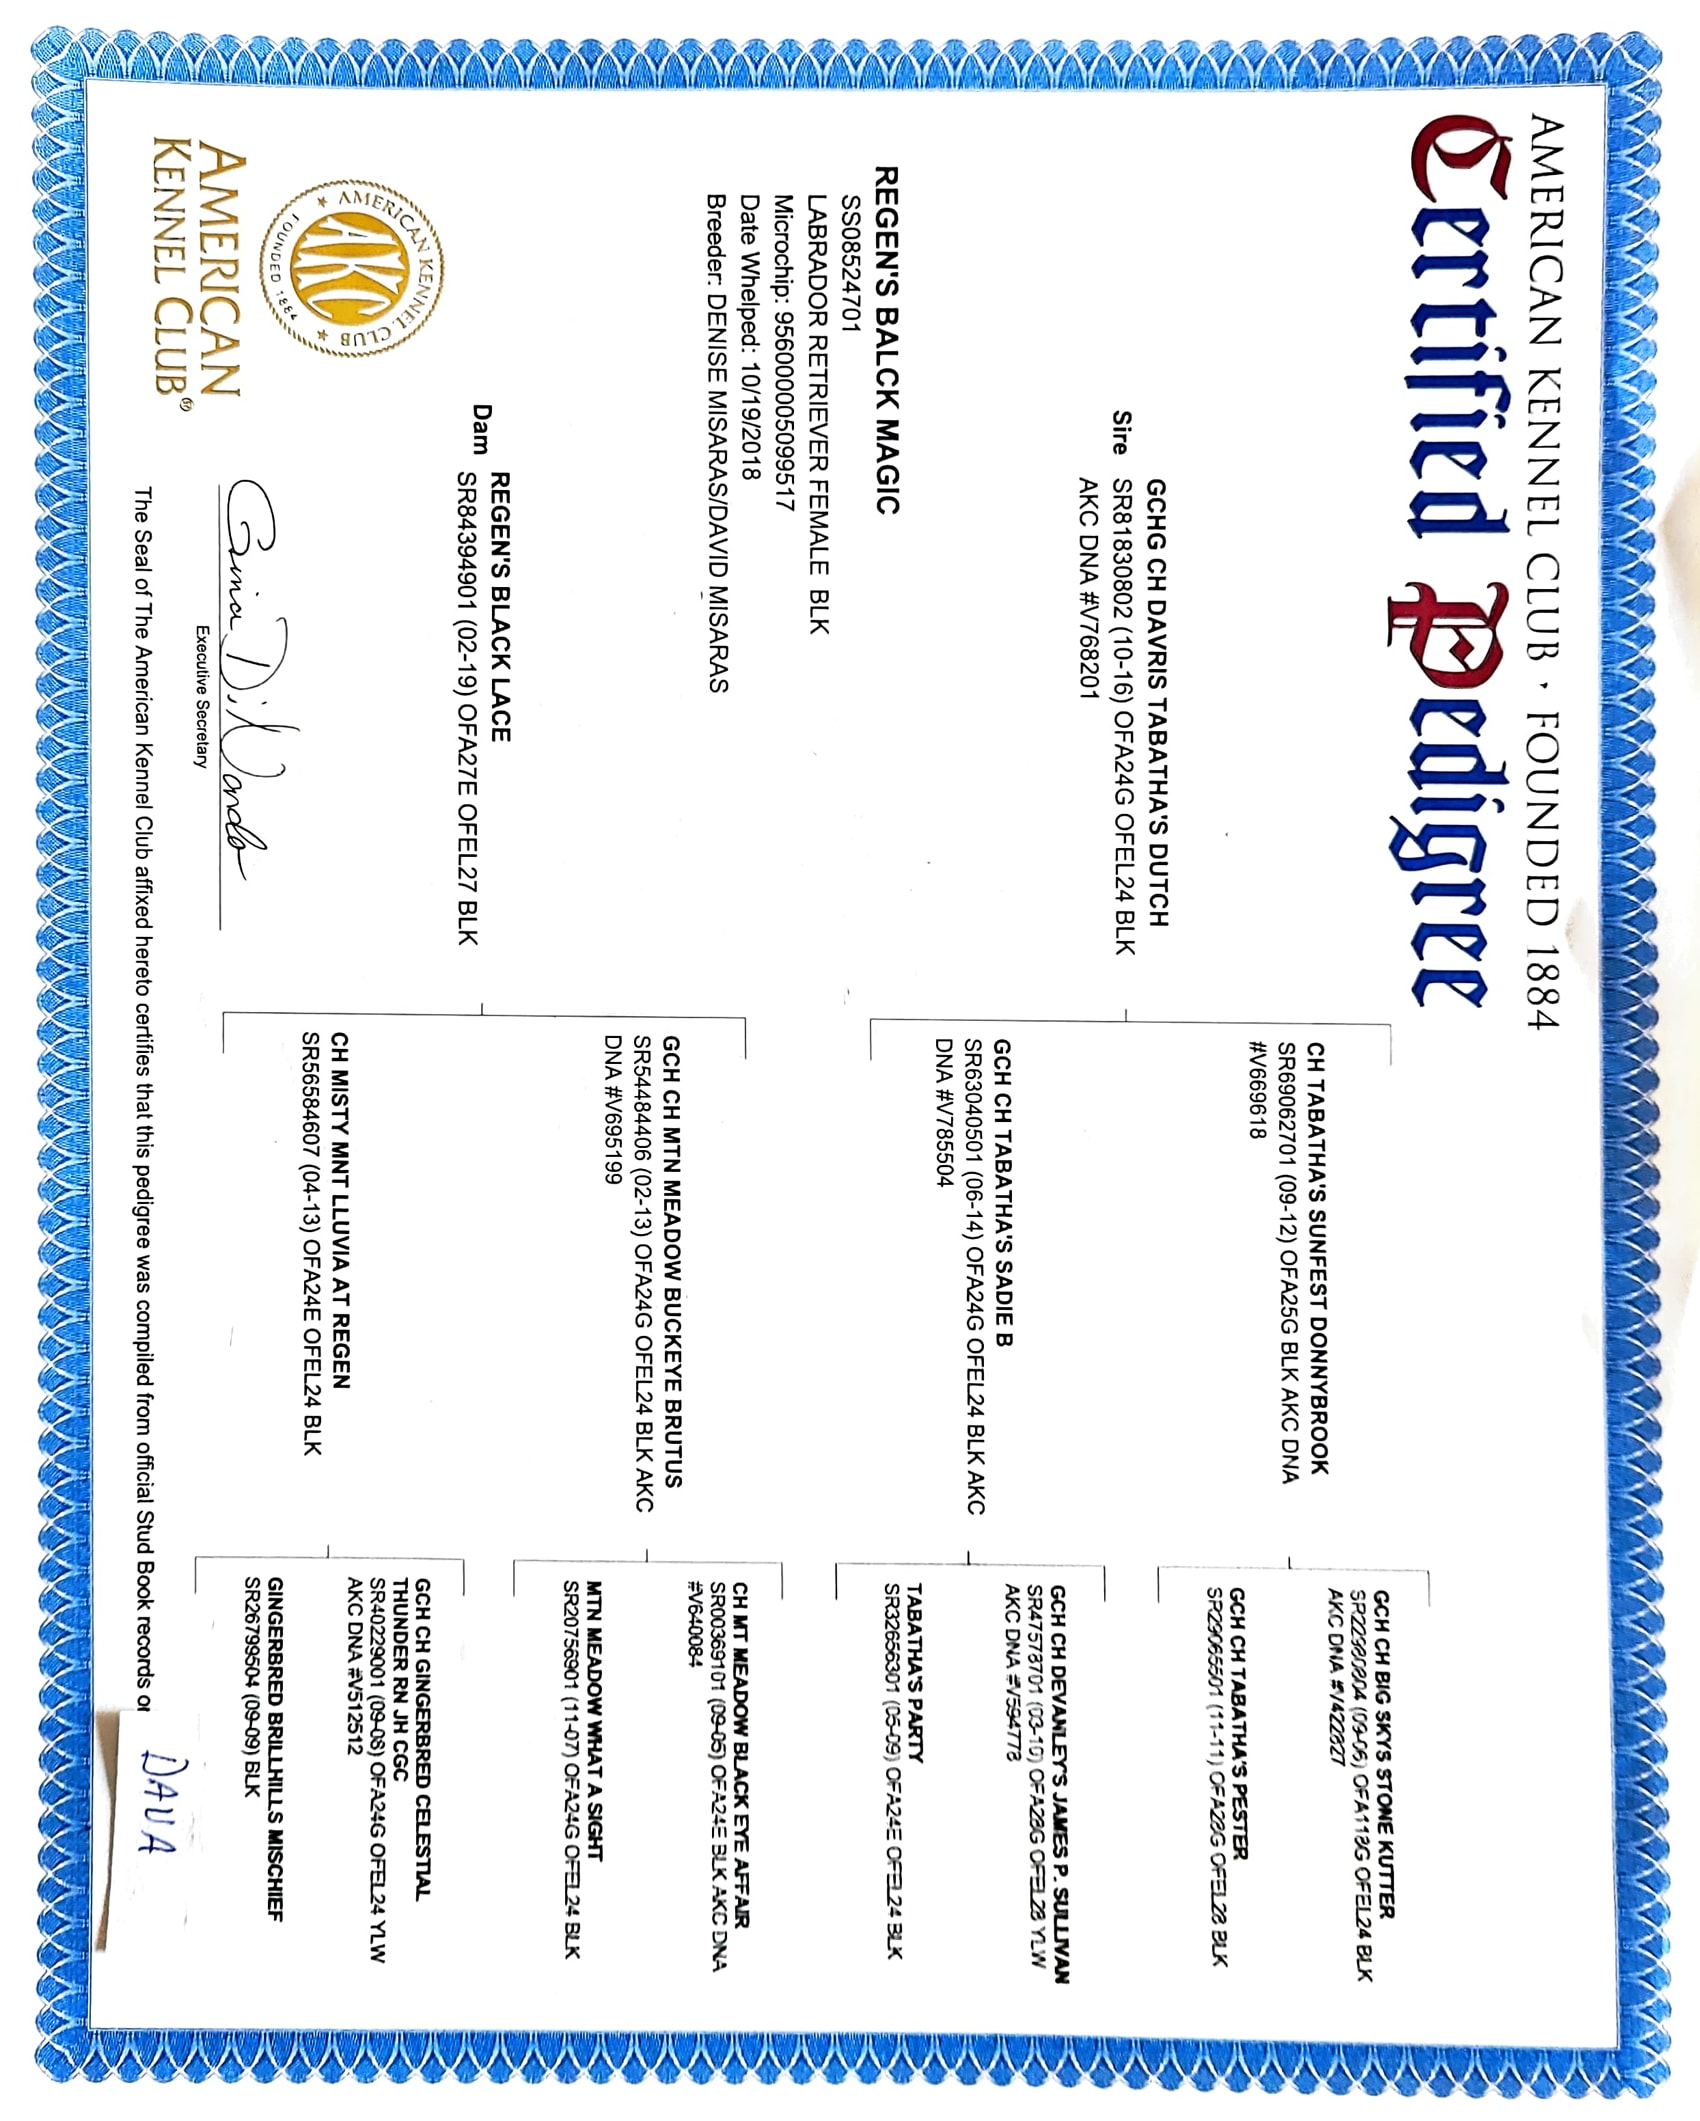 AMERICAN KENNEL CLUB · FOUNDED 1884
Certified Pedigree
GCH CH BIG SKYS STONE KUTTER
SR22980804 (09-06) OFA118G OFEL24 BLK
AKC DNA #V422827
CH TABATHA'S SUNFEST DONNYBROOK
SR69062701 (09-12) OFA25G BLK AKC DNA
#V669618
GCH CH TABATHA'S PESTER
SR29065501 (11-11) OFA28G OFEL28 BLK
GCHG CH DAVRIS TABATHA'S DUTCH
Sire SR81830802 (10-16) OFA24G OFEL24 BLK
AKC DNA #V768201
GCH CH DEVANLEY'S JAMES P. SULLIVAN
SR47578701 (03-10) OFA28G OFEL28 YLW
AKC DNA #V594778
GCH CH TABATHA'S SADIE B
SR63040501 (06-14) OFA24G OFEL24 BLK AKC
DNA #V785504
TABATHA'S PARTY
SR32656301 (05-09) OFA24E OFEL24 BLK
REGEN'S BALCK MAGIC
SS08524701
LABRADOR RETRIEVER FEMALE BLK
Microchip: 956000005099517
Date Whelped: 10/19/2018
Breeder: DENISE MISARAS/DAVID MISARAS
CH MT MEADOW BLACK EYE AFFAIR
SR00369101 (09-05) OFA24E BLK AKC DNA
#V640084
GCH CH MTN MEADOW BUCKEYE BRUTUS
SR54484406 (02-13) OFA24G OFEL24 BLK AKC
DNA #V695199
MTN MEADOW WHAT A SIGHT
SR20756901 (11-07) OFA24G OFEL24 BLK
REGEN'S BLACK LACE
Dam SR84394901 (02-19) OFA27E OFEL27 BLK
GCH CH GINGERBRED CELESTIAL
THUNDER RN JH CGC
SR40229001 (09-08) OFA24G OFEL24 YLW
AKC DNA #V512512
CH MISTY MNT LLUVIA AT REGEN
SR56584607 (04-13) OFA24E OFEL24 BLK
GINGERBRED BRILLHILLS MISCHIEF
SR26799504 (09-09) BLK
AMERICAN KENNEL CLUB
AKC
FOUNDED 1884
AMERICAN
KENNEL CLUB®
Gina DiNardo
Executive Secretary
The Seal of The American Kennel Club affixed hereto certifies that this pedigree was compiled from official Stud Book records
DAVA